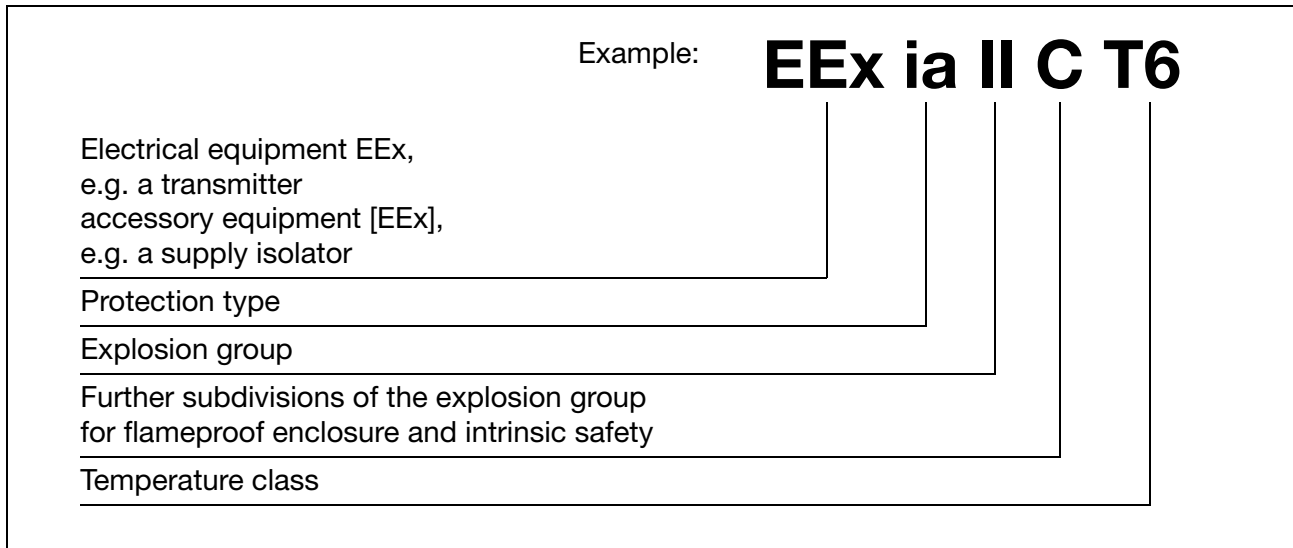 Example: EEx ia II C T6
Electrical equipment EEx,
e.g. a transmitter
accessory equipment [EEx],
e.g. a supply isolator
Protection type
Explosion group
Further subdivisions of the explosion group
for flameproof enclosure and intrinsic safety
Temperature class